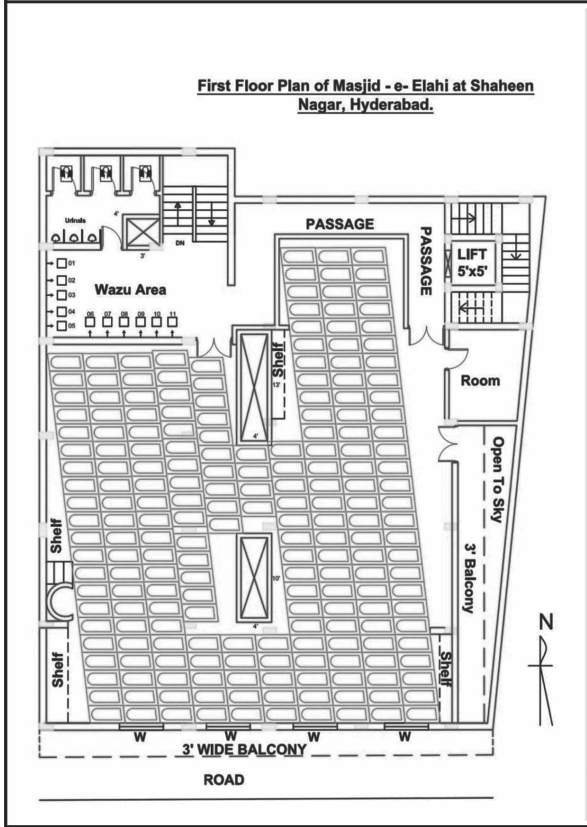 First Floor Plan of Masjid - e- Elahi at Shaheen
Nagar, Hyderabad.
Urinals
4'
3'
DN
PASSAGE
PASSAGE
LIFT
5'x5'
01
02
03
04
05
Wazu Area
06 07 08 09 10 11
Shelf
13'
4'
Room
Open To Sky
3' Balcony
Shelf
10'
4'
Shelf
Shelf
N
W W W W
3' WIDE BALCONY
ROAD